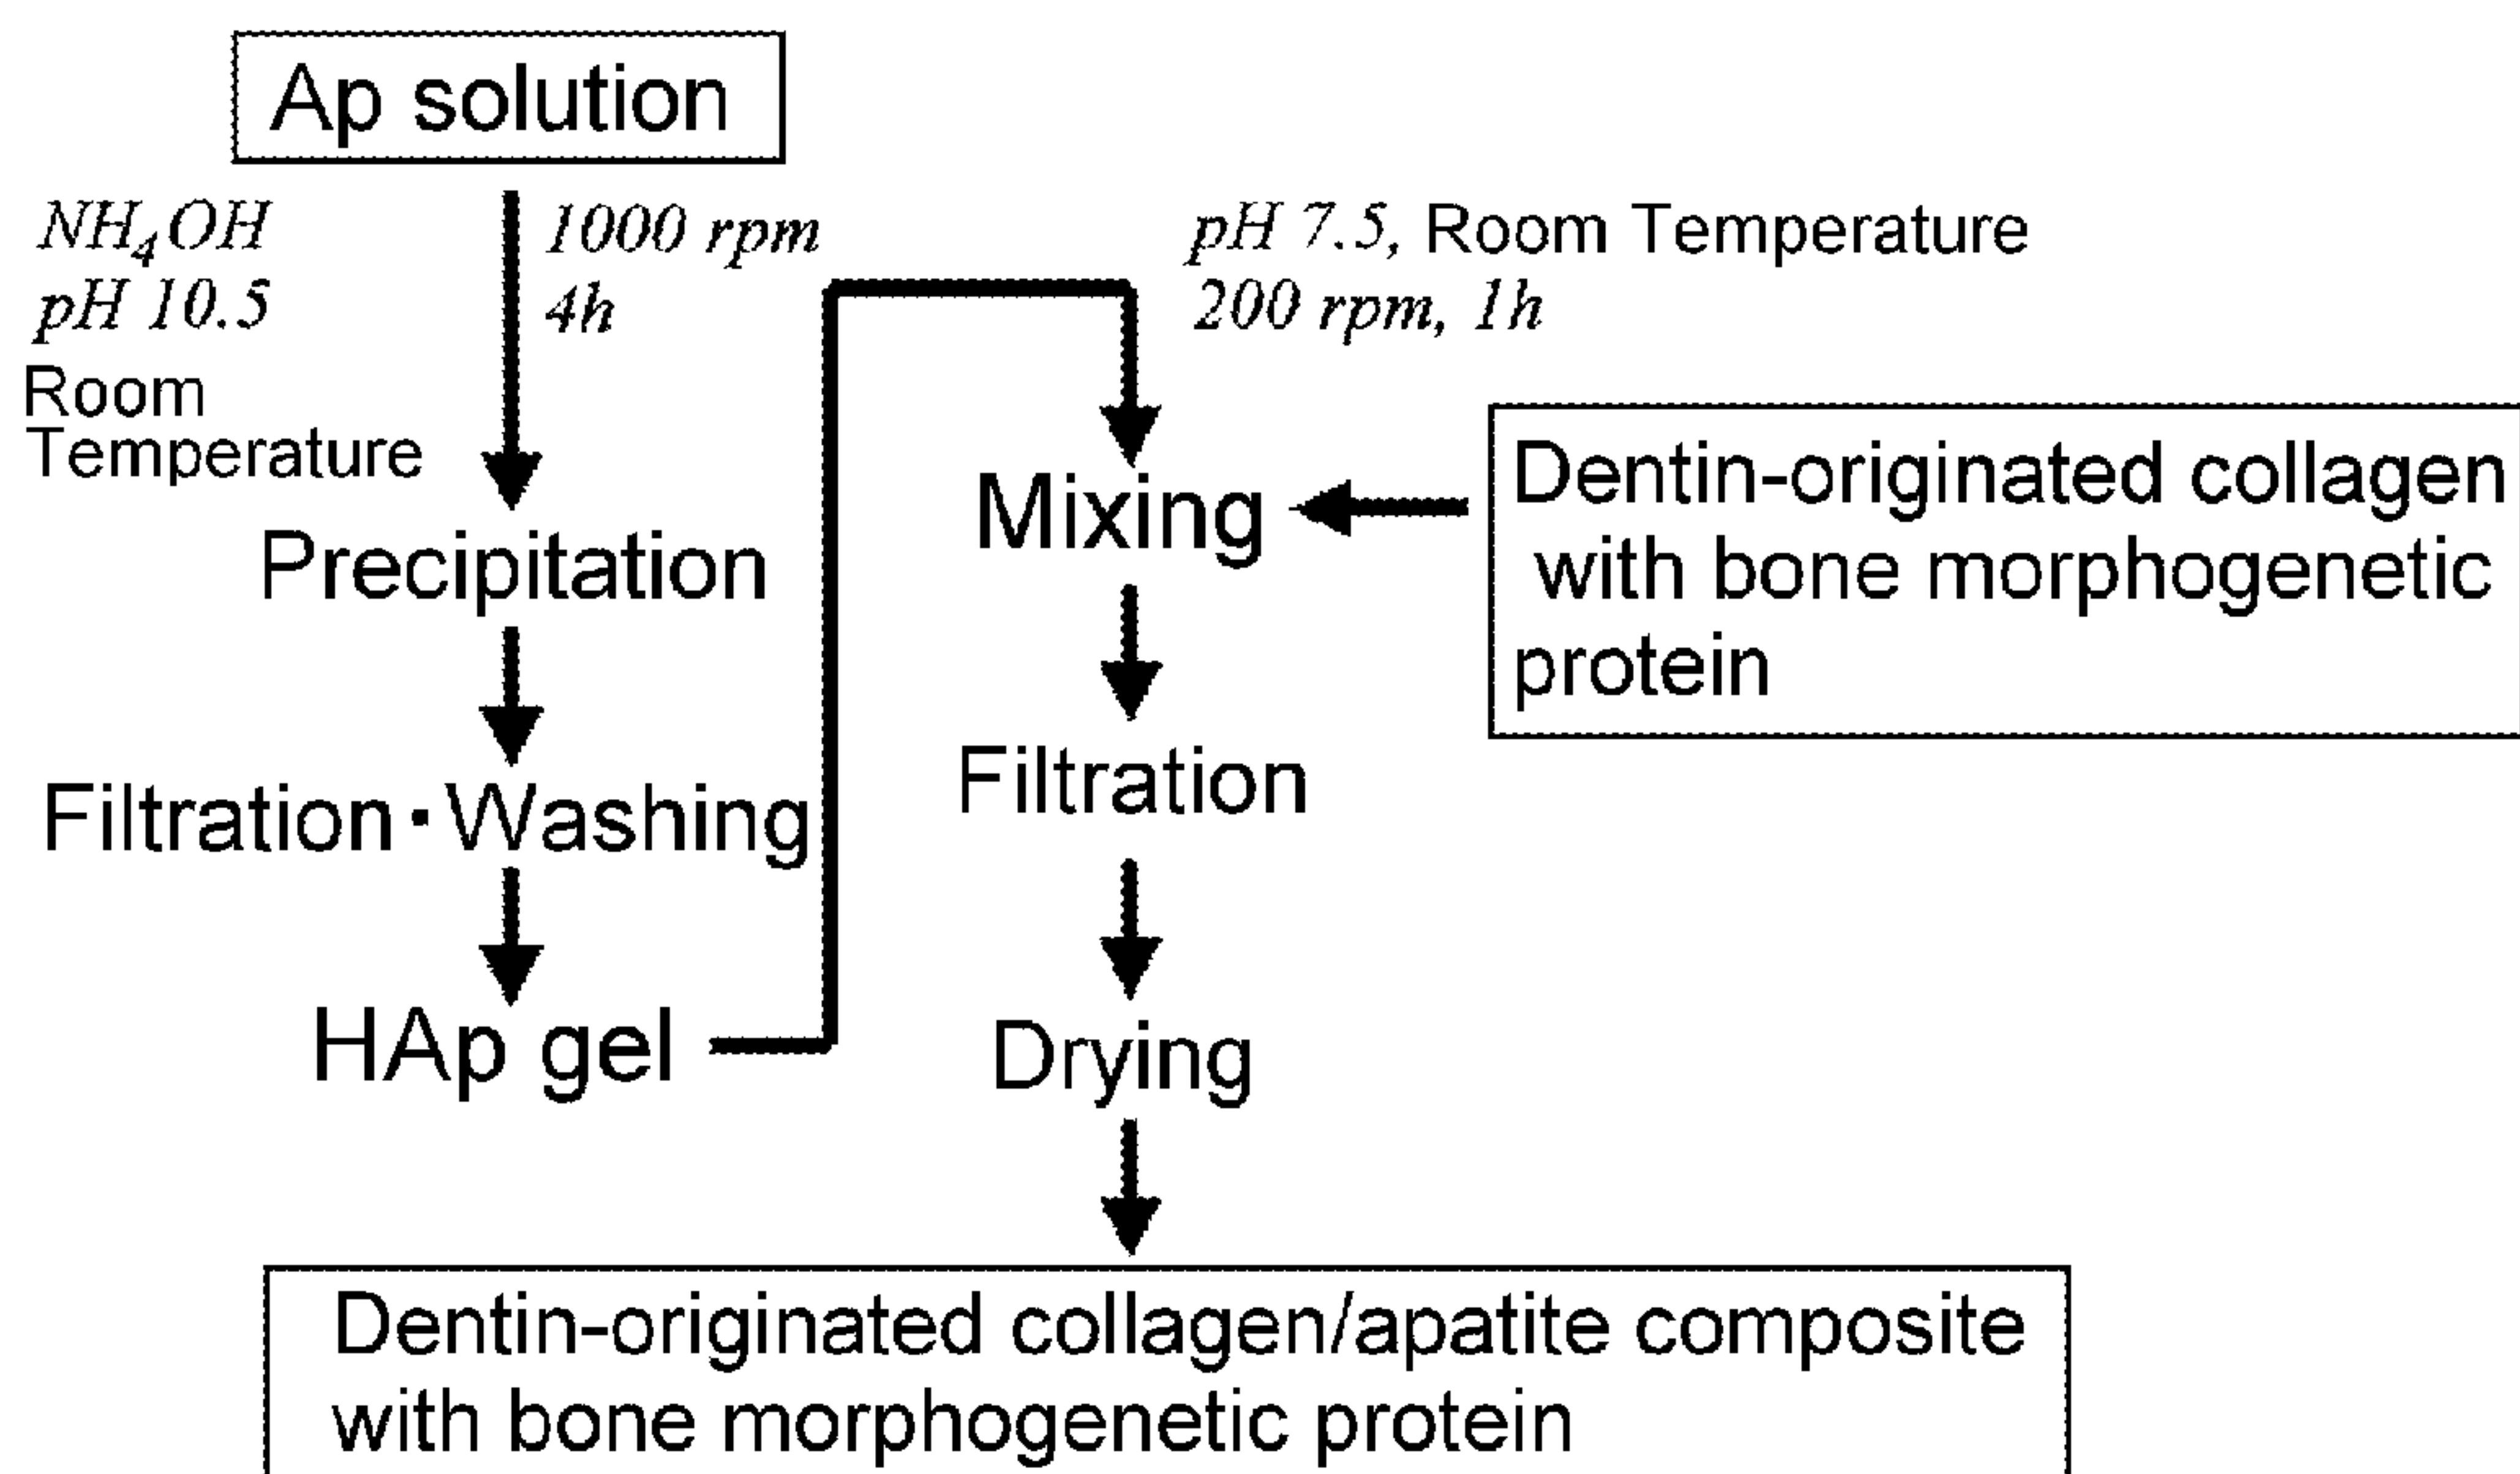 Ap solution
NH₄OH
pH 10.5
Room
Temperature
1000 rpm
4h
Precipitation
Filtration・Washing
HAp gel
pH 7.5, Room Temperature
200 rpm, 1h
Mixing
Dentin-originated collagen
with bone morphogenetic
protein
Filtration
Drying
Dentin-originated collagen/apatite composite
with bone morphogenetic protein